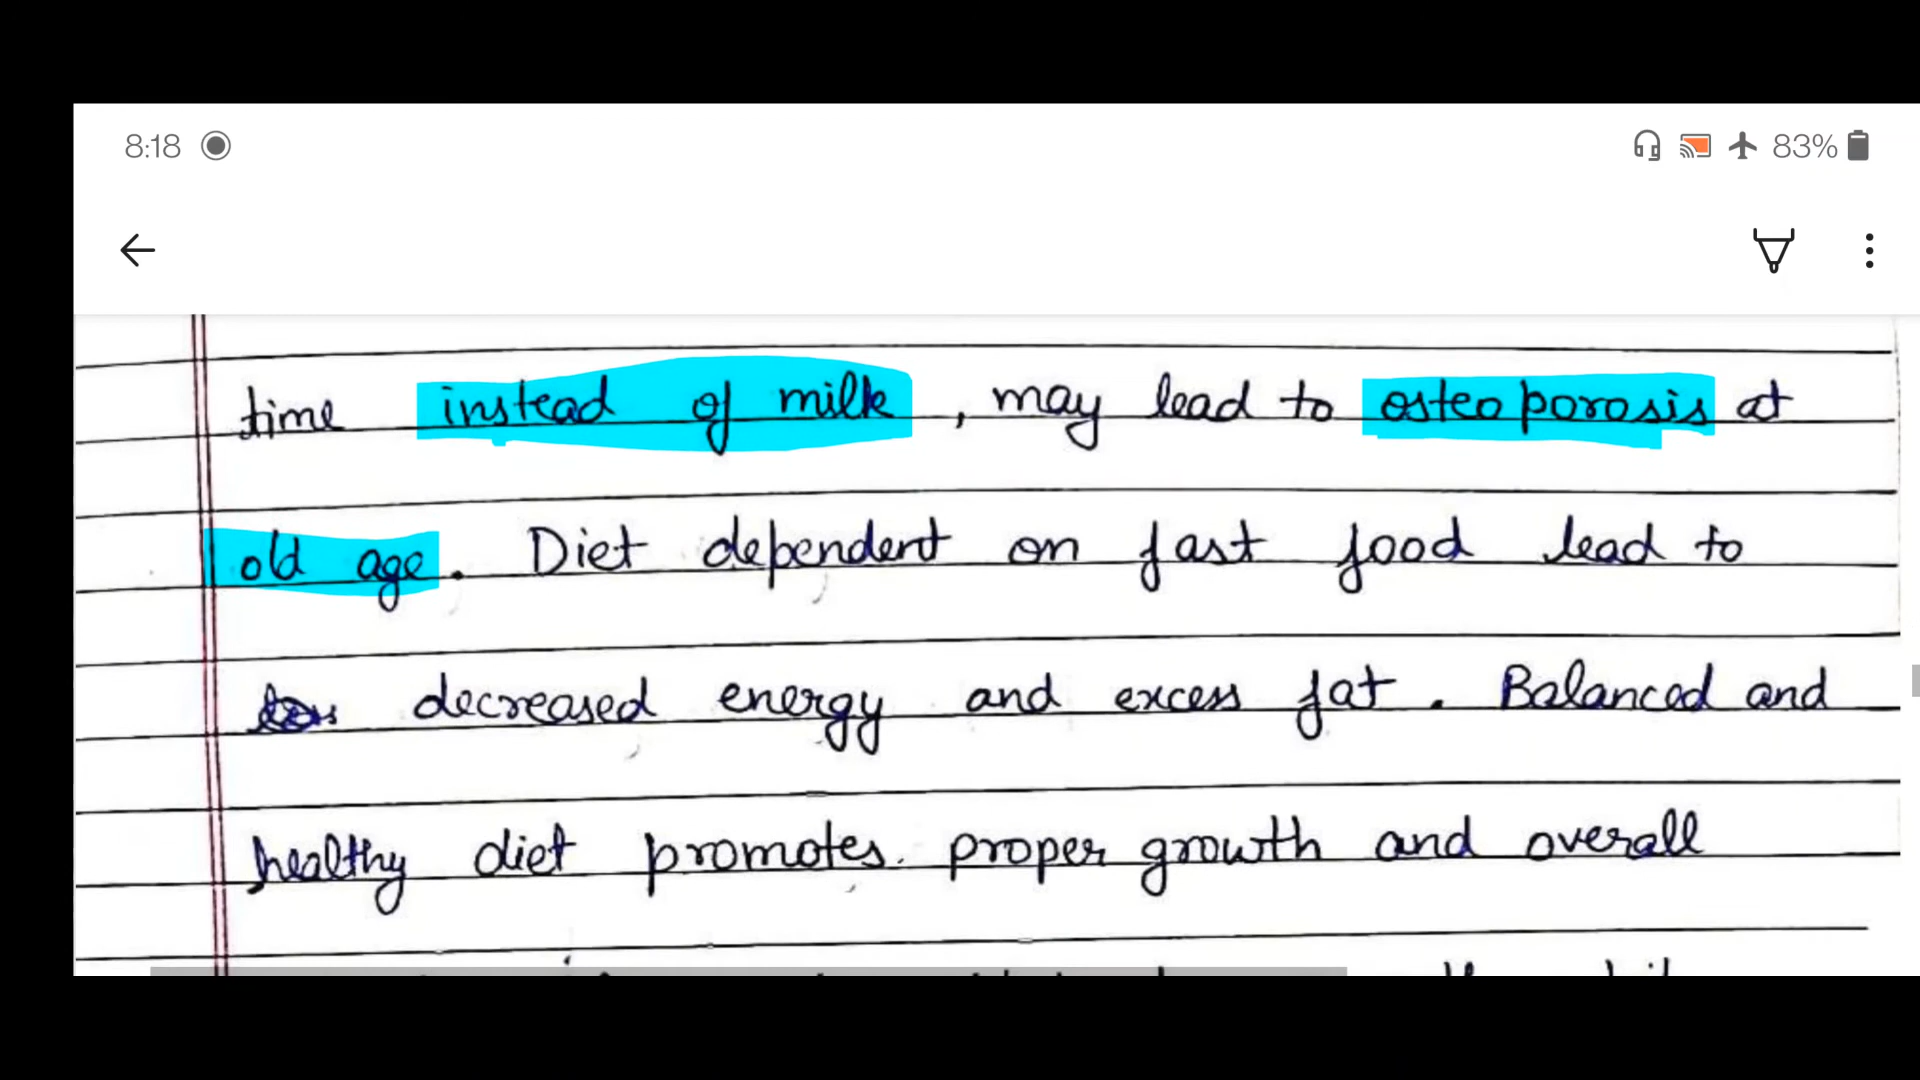 8:18 83%
time instead of milk , may lead to osteoporosis at
old age . Diet dependent on fast food lead to
decreased energy and excess fat . Balanced and
healthy diet promotes proper growth and overall